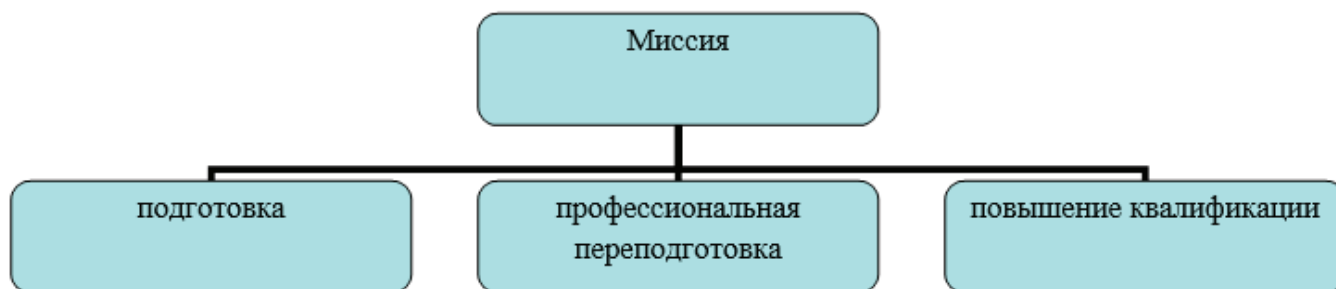 Миссия
подготовка
профессиональная
переподготовка
повышение квалификации